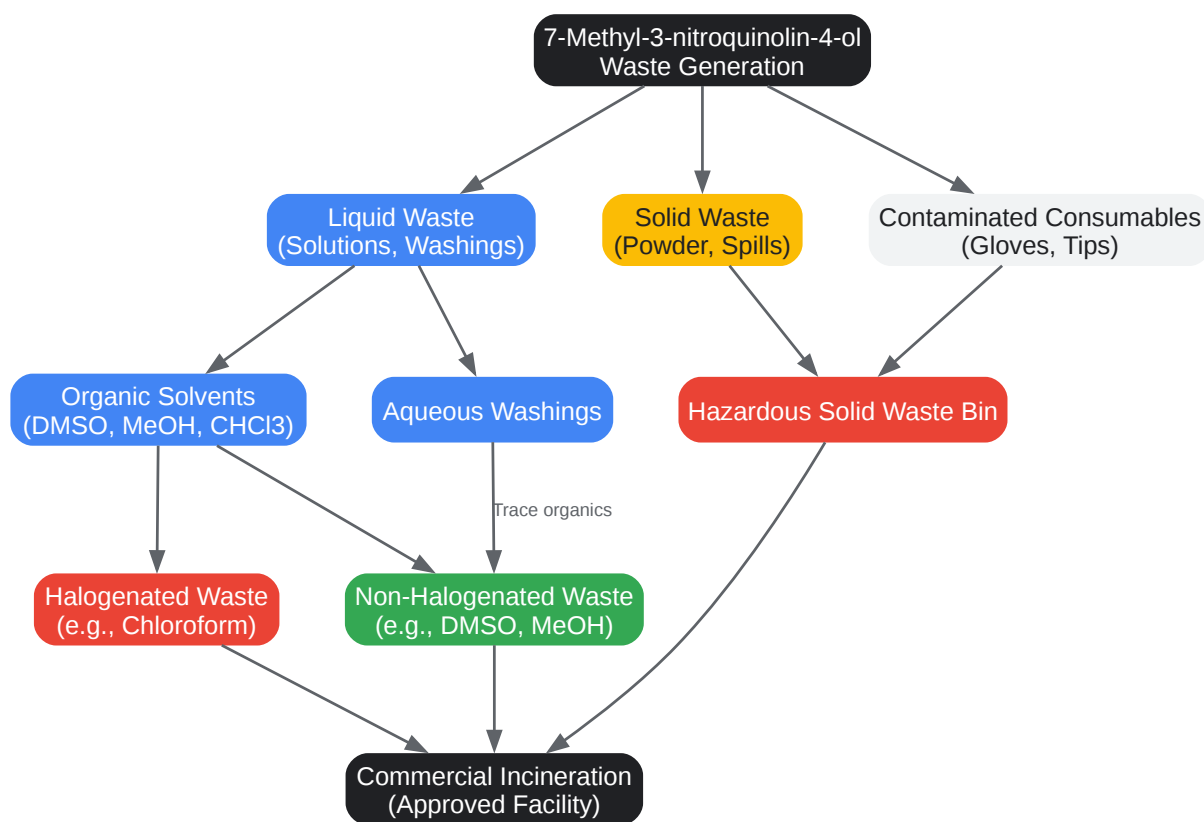 7-Methyl-3-nitroquinolin-4-ol
Waste Generation
Liquid Waste
(Solutions, Washings)
Solid Waste
(Powder, Spills)
Contaminated Consumables
(Gloves, Tips)
Organic Solvents
(DMSO, MeOH, CHCl3)
Aqueous Washings
Hazardous Solid Waste Bin
Trace organics
Halogenated Waste
(e.g., Chloroform)
Non-Halogenated Waste
(e.g., DMSO, MeOH)
Commercial Incineration
(Approved Facility)